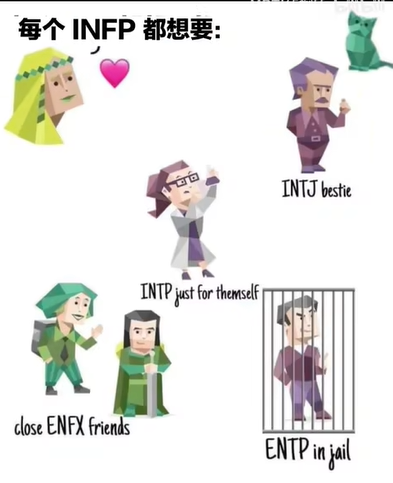 每个 INFP 都想要:
INTJ bestie
INTP just for themself
close ENFX friends
ENTP in jail